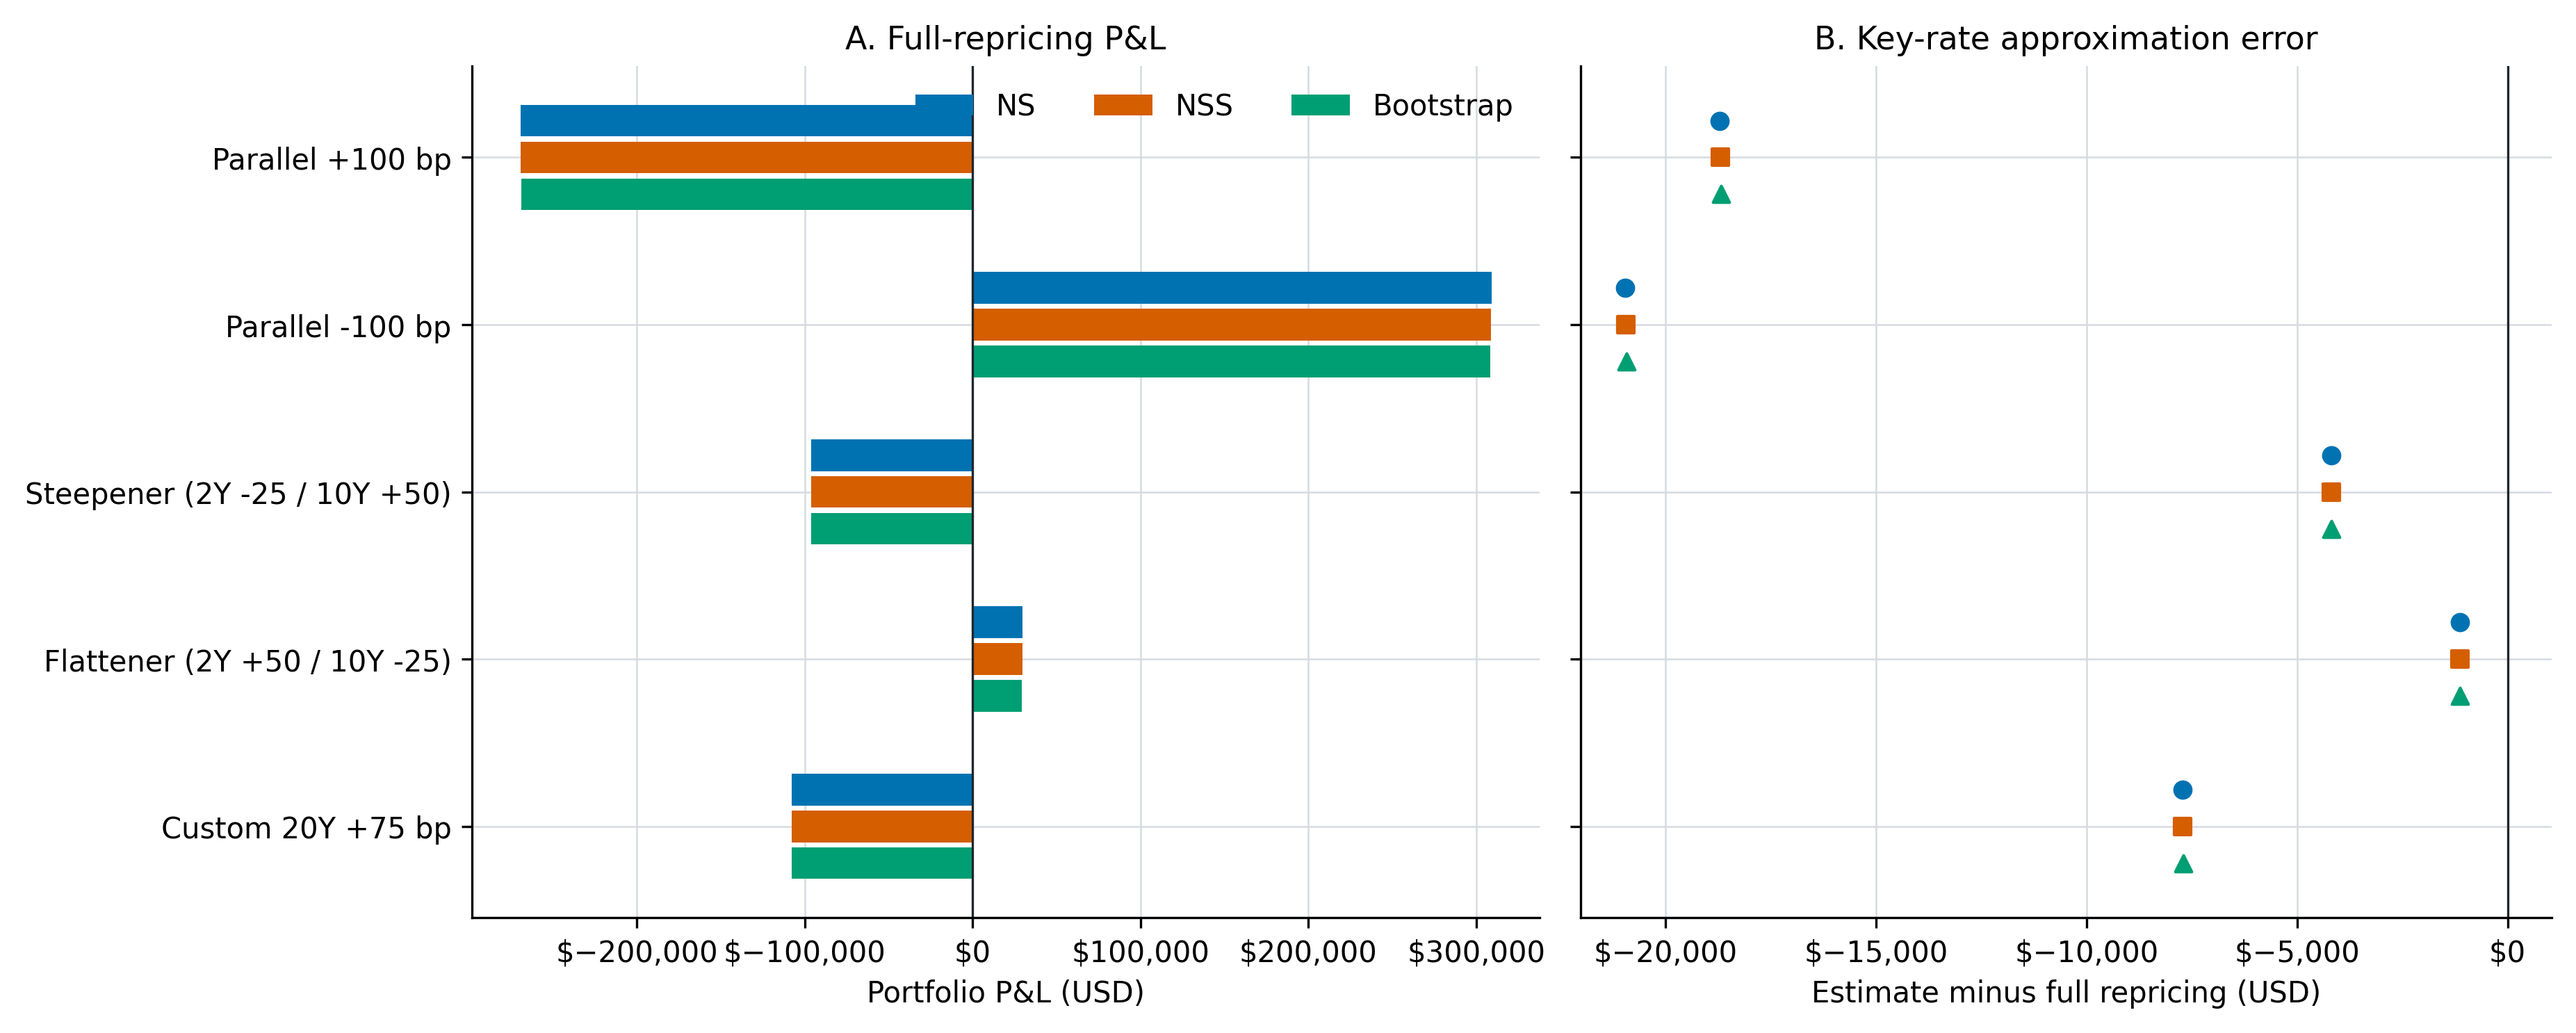 A. Full-repricing P&L
NS
NSS
Bootstrap
Parallel +100 bp
Parallel -100 bp
Steepener (2Y -25 / 10Y +50)
Flattener (2Y +50 / 10Y -25)
Custom 20Y +75 bp
$−200,000 $−100,000 $0 $100,000 $200,000 $300,000
Portfolio P&L (USD)
B. Key-rate approximation error
$−20,000 $−15,000 $−10,000 $−5,000 $0
Estimate minus full repricing (USD)